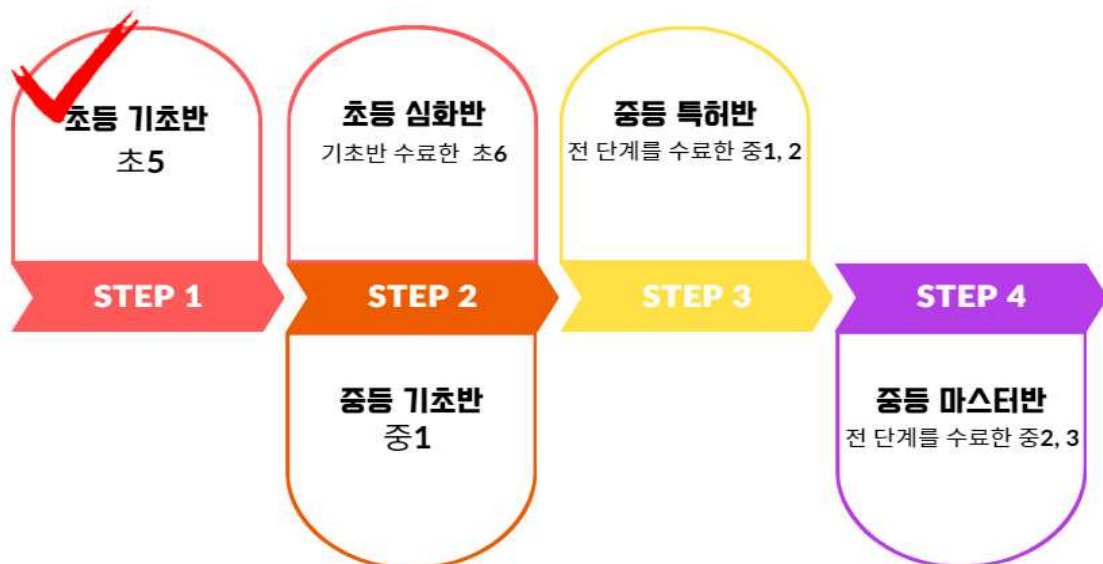 초등 기초반
초5
초등 심화반
기초반 수료한 초6
중등 특허반
전 단계를 수료한 중1, 2
STEP 1
STEP 2
STEP 3
STEP 4
중등 기초반
중1
중등 마스터반
전 단계를 수료한 중2, 3